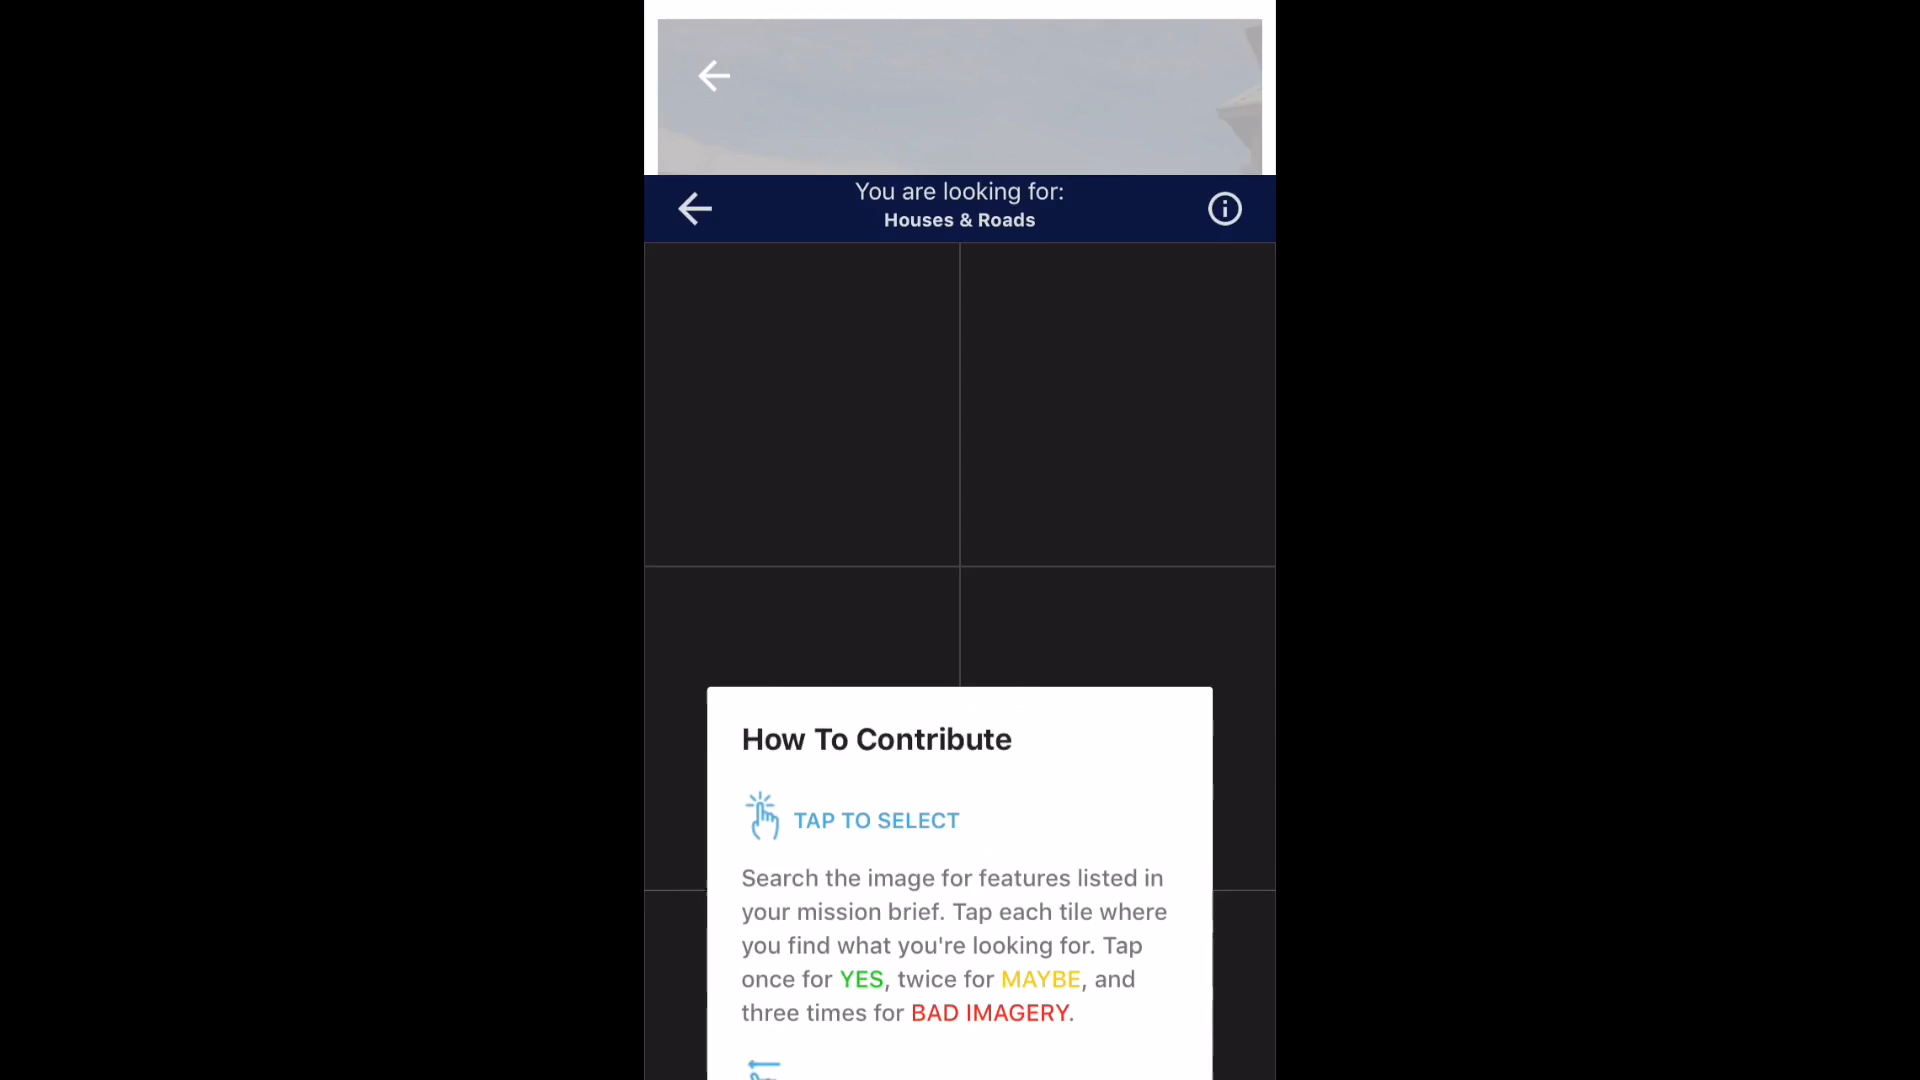 You are looking for:
Houses & Roads
How To Contribute
TAP TO SELECT
Search the image for features listed in
your mission brief. Tap each tile where
you find what you're looking for. Tap
once for YES, twice for MAYBE, and
three times for BAD IMAGERY.